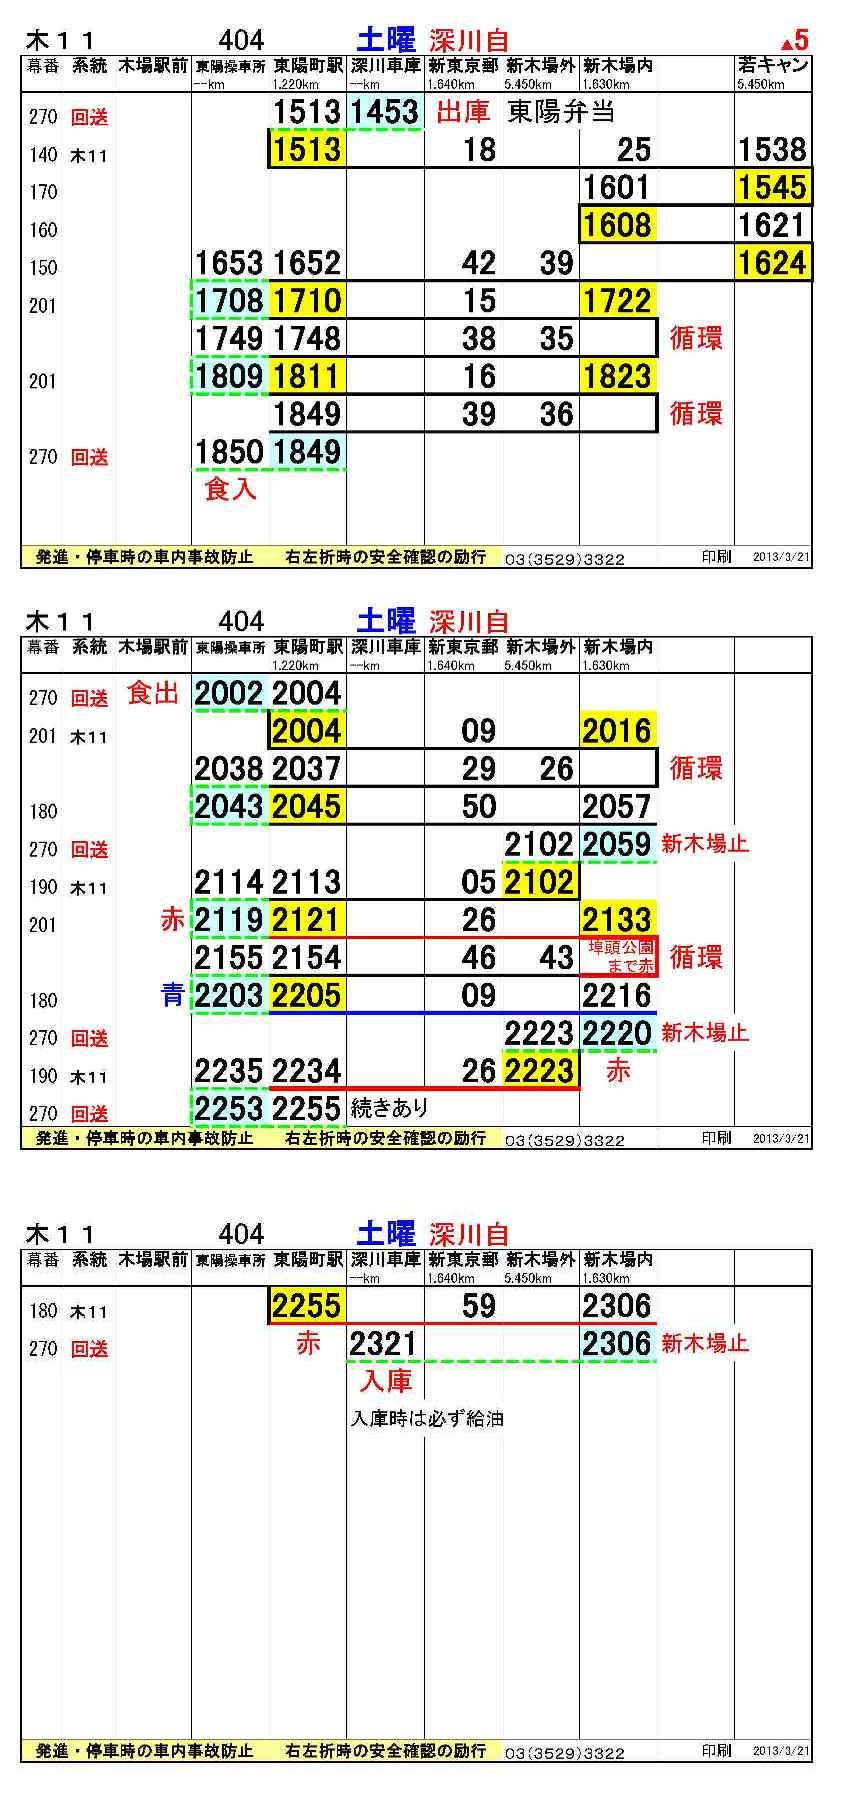 木11 404 土曜 深川自 ▲5
幕番 系統 木場駅前 東陽操車所 東陽町駅 深川車庫 新東京郵 新木場外 新木場内 若キャン
--km 1.220km --km 1.640km 5.450km 1.630km 5.450km
270 回送 1513 1453 出庫 東陽弁当
140 木11 1513 18 25 1538
170 1601 1545
160 1608 1621
150 1653 1652 42 39 1624
201 1708 1710 15 1722
1749 1748 38 35 循環
201 1809 1811 16 1823
1849 39 36 循環
270 回送 1850 1849
食入
発進・停車時の車内事故防止 右左折時の安全確認の励行 03(3529)3322 印刷 2013/3/21
木11 404 土曜 深川自
幕番 系統 木場駅前 東陽操車所 東陽町駅 深川車庫 新東京郵 新木場外 新木場内
1.220km --km 1.640km 5.450km 1.630km
270 回送 食出 2002 2004
201 木11 2004 09 2016
2038 2037 29 26 循環
180 2043 2045 50 2057
270 回送 2102 2059 新木場止
190 木11 2114 2113 05 2102
201 赤 2119 2121 26 2133
2155 2154 46 43 埠頭公園 循環
まで赤
180 青 2203 2205 09 2216
270 回送 2223 2220 新木場止
190 木11 2235 2234 26 2223 赤
270 回送 2253 2255 続きあり
発進・停車時の車内事故防止 右左折時の安全確認の励行 03(3529)3322 印刷 2013/3/21
木11 404 土曜 深川自
幕番 系統 木場駅前 東陽操車所 東陽町駅 深川車庫 新東京郵 新木場外 新木場内
--km 1.640km 5.450km 1.630km
180 木11 2255 59 2306
270 回送 赤 2321 2306 新木場止
入庫
入庫時は必ず給油
発進・停車時の車内事故防止 右左折時の安全確認の励行 03(3529)3322 印刷 2013/3/21